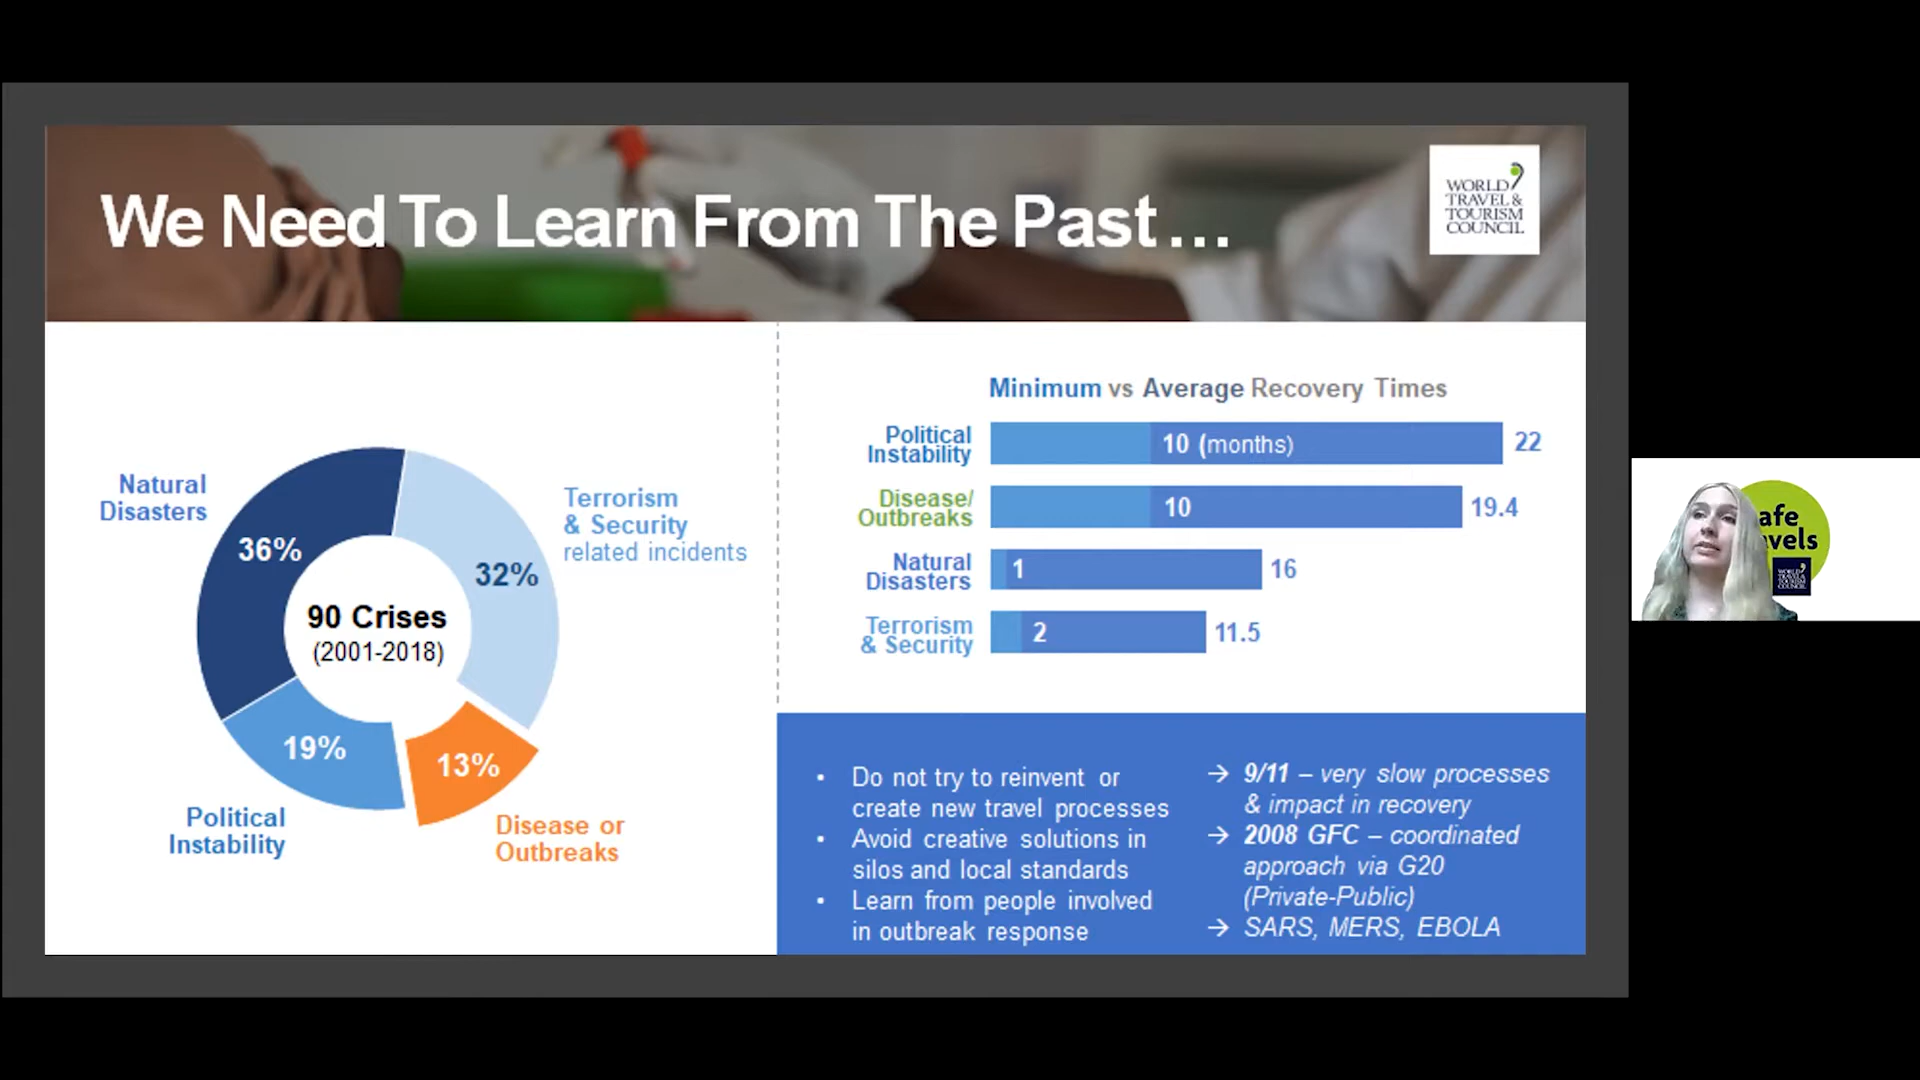 We Need To Learn From The Past...
WORLD
TRAVEL &
TOURISM
COUNCIL
Natural
Disasters
36%
Terrorism
& Security
related incidents
32%
90 Crises
(2001-2018)
19%
Political
Instability
13%
Disease or
Outbreaks
Minimum vs Average Recovery Times
Political
Instability
10 (months)
22
Disease/
Outbreaks
10
19.4
Natural
Disasters
1
16
Terrorism
& Security
2
11.5
• Do not try to reinvent or
create new travel processes
• Avoid creative solutions in
silos and local standards
• Learn from people involved
in outbreak response
→ 9/11 – very slow processes
& impact in recovery
→ 2008 GFC – coordinated
approach via G20
(Private-Public)
→ SARS, MERS, EBOLA
afe
avels
WORLD
TRAVEL &
TOURISM
COUNCIL